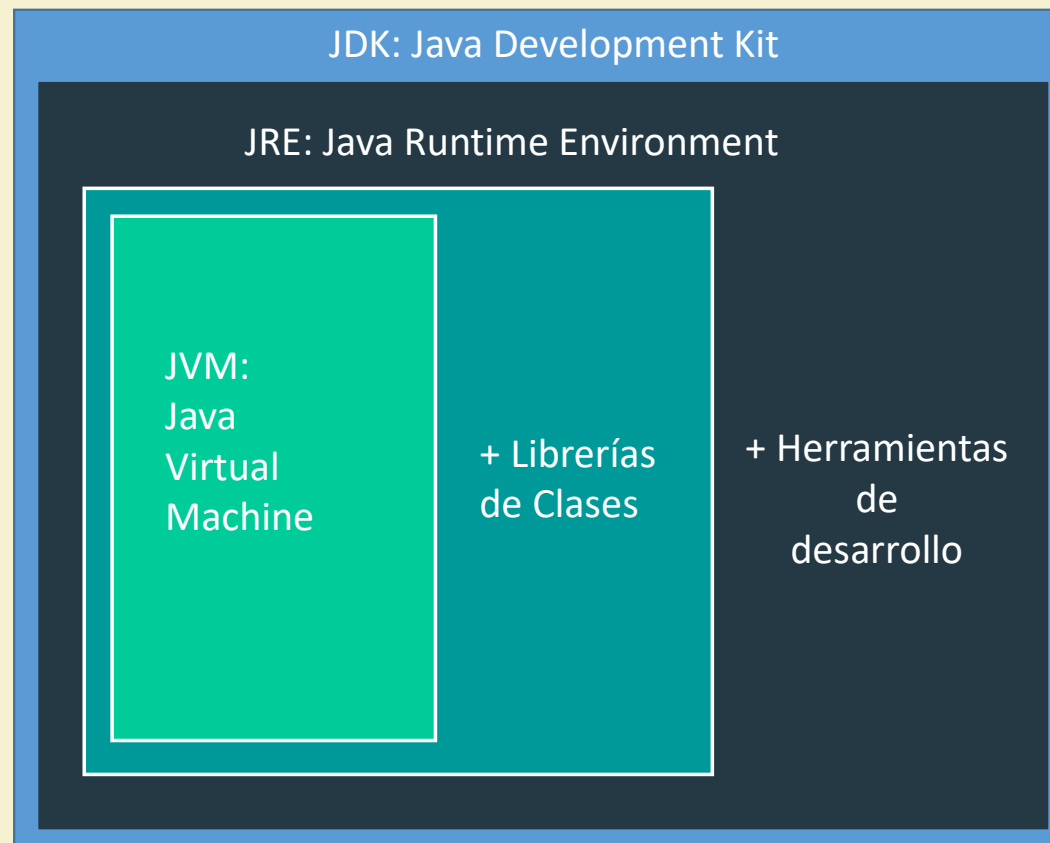 JDK: Java Development Kit
JRE: Java Runtime Environment
JVM:
Java
Virtual
Machine
+ Librerías
de Clases
+ Herramientas
de
desarrollo